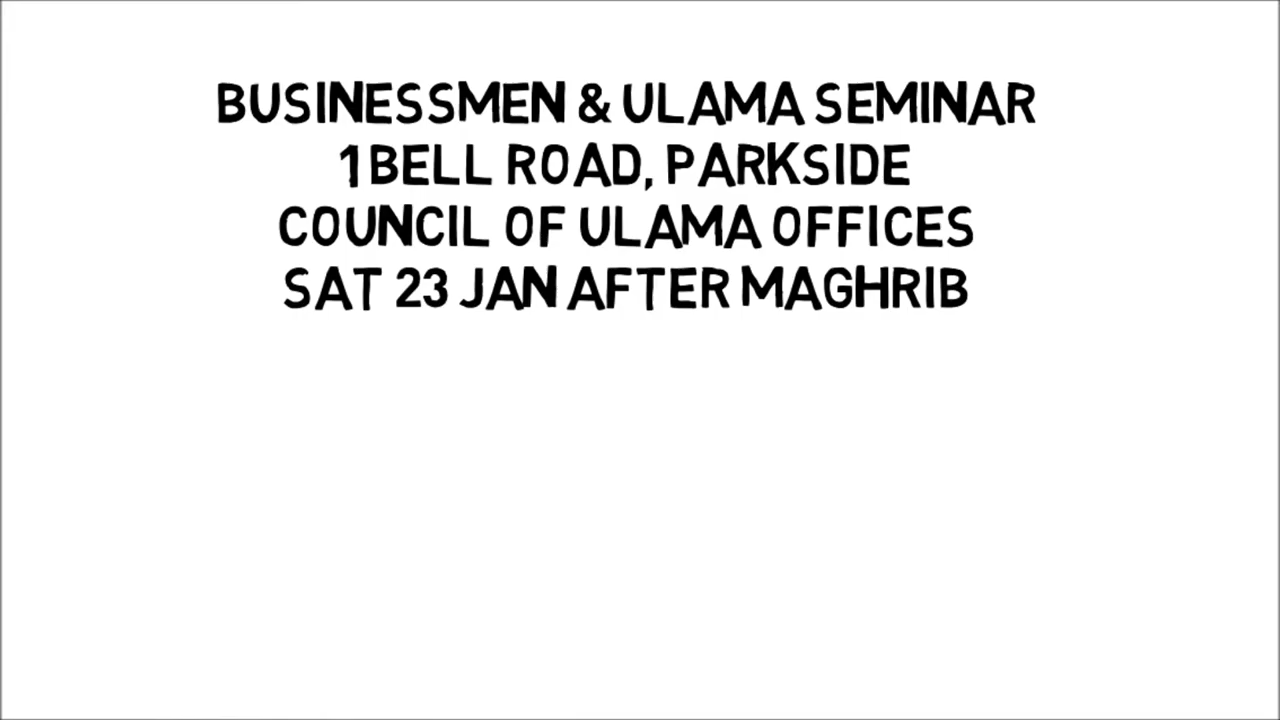 BUSINESSMEN & ULAMA SEMINAR
1 BELL ROAD, PARKSIDE
COUNCIL OF ULAMA OFFICES
SAT 23 JAN AFTER MAGHRIB